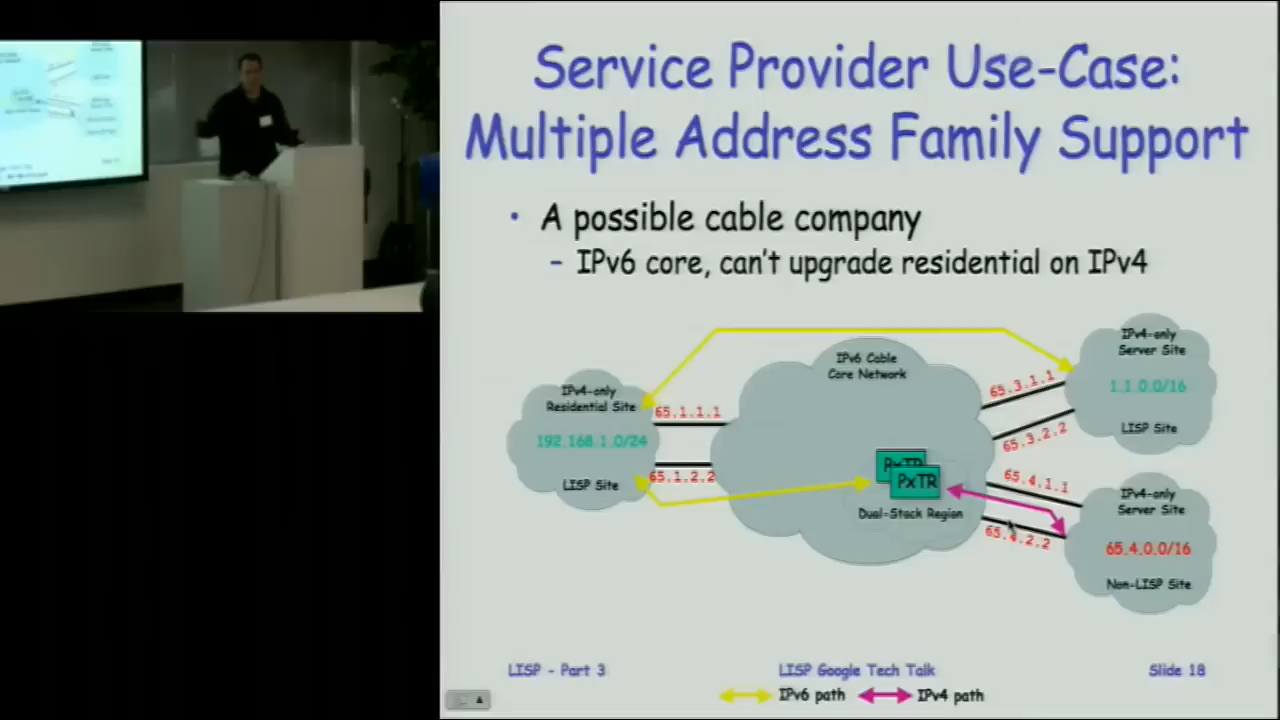 Service Provider Use-Case:
Multiple Address Family Support
• A possible cable company
– IPv6 core, can't upgrade residential on IPv4
IPv4-only
Residential Site
192.168.1.0/24
LISP Site
65.1.1.1
65.1.2.2
IPv6 Cable
Core Network
PxTR
PxTR
Dual-Stack Region
65.3.1.1
65.3.2.2
65.4.1.1
65.4.2.2
IPv4-only
Server Site
1.1.0.0/16
LISP Site
IPv4-only
Server Site
65.4.0.0/16
Non-LISP Site
LISP - Part 3
LISP Google Tech Talk
Slide 18
IPv6 path
IPv4 path